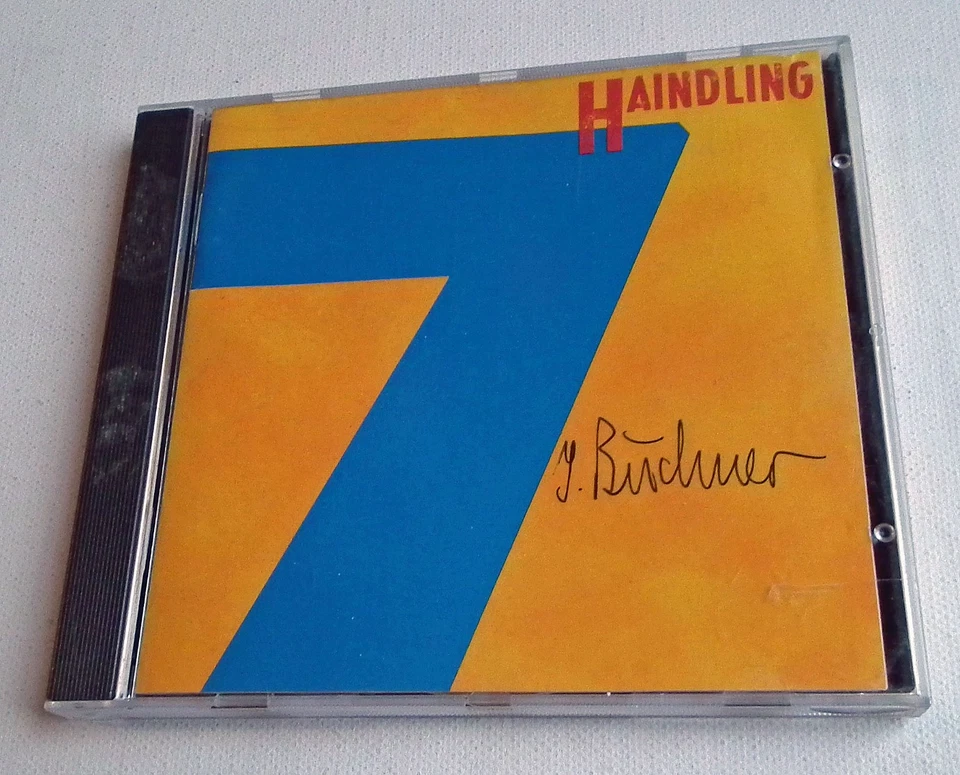 HAINDLING
7
J. Buchner